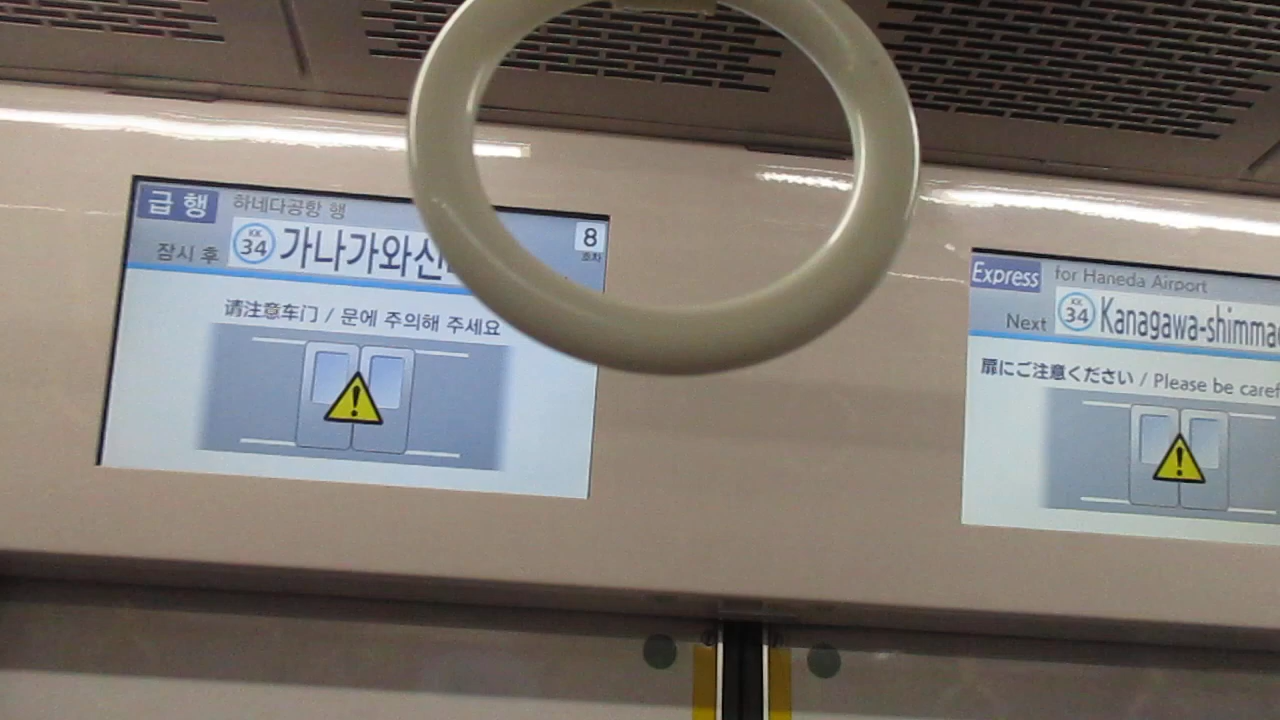 급행 하네다공항 행
잠시 후 KK 34 가나가와신
8
호차
请注意车门 / 문에 주의해 주세요
Express for Haneda Airport
Next KK 34 Kanagawa-shimma
扉にご注意ください / Please be caref